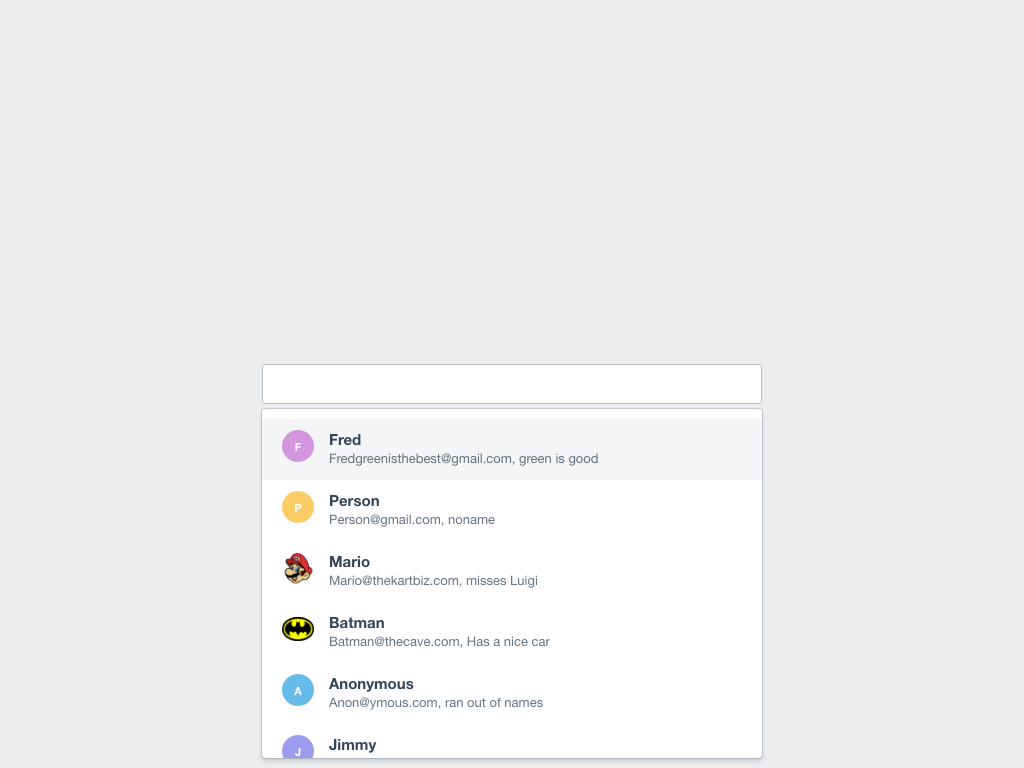 F
Fred
Fredgreenisthebest@gmail.com, green is good
P
Person
Person@gmail.com, noname
Mario
Mario@thekartbiz.com, misses Luigi
Batman
Batman@thecave.com, Has a nice car
A
Anonymous
Anon@ymous.com, ran out of names
J
Jimmy